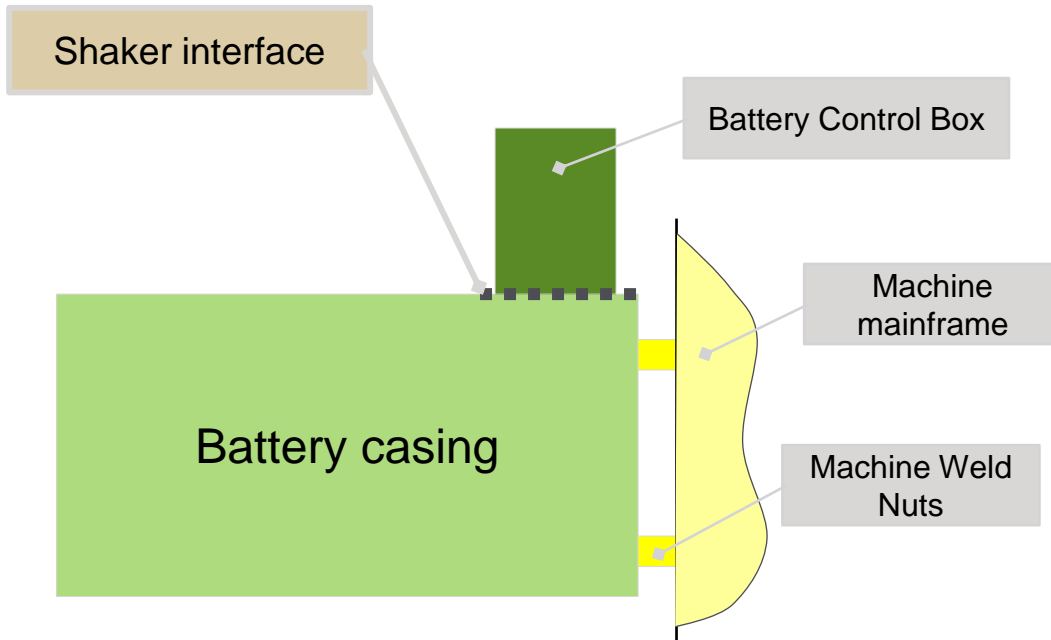 Shaker interface
Battery Control Box
Machine
mainframe
Battery casing
Machine Weld
Nuts